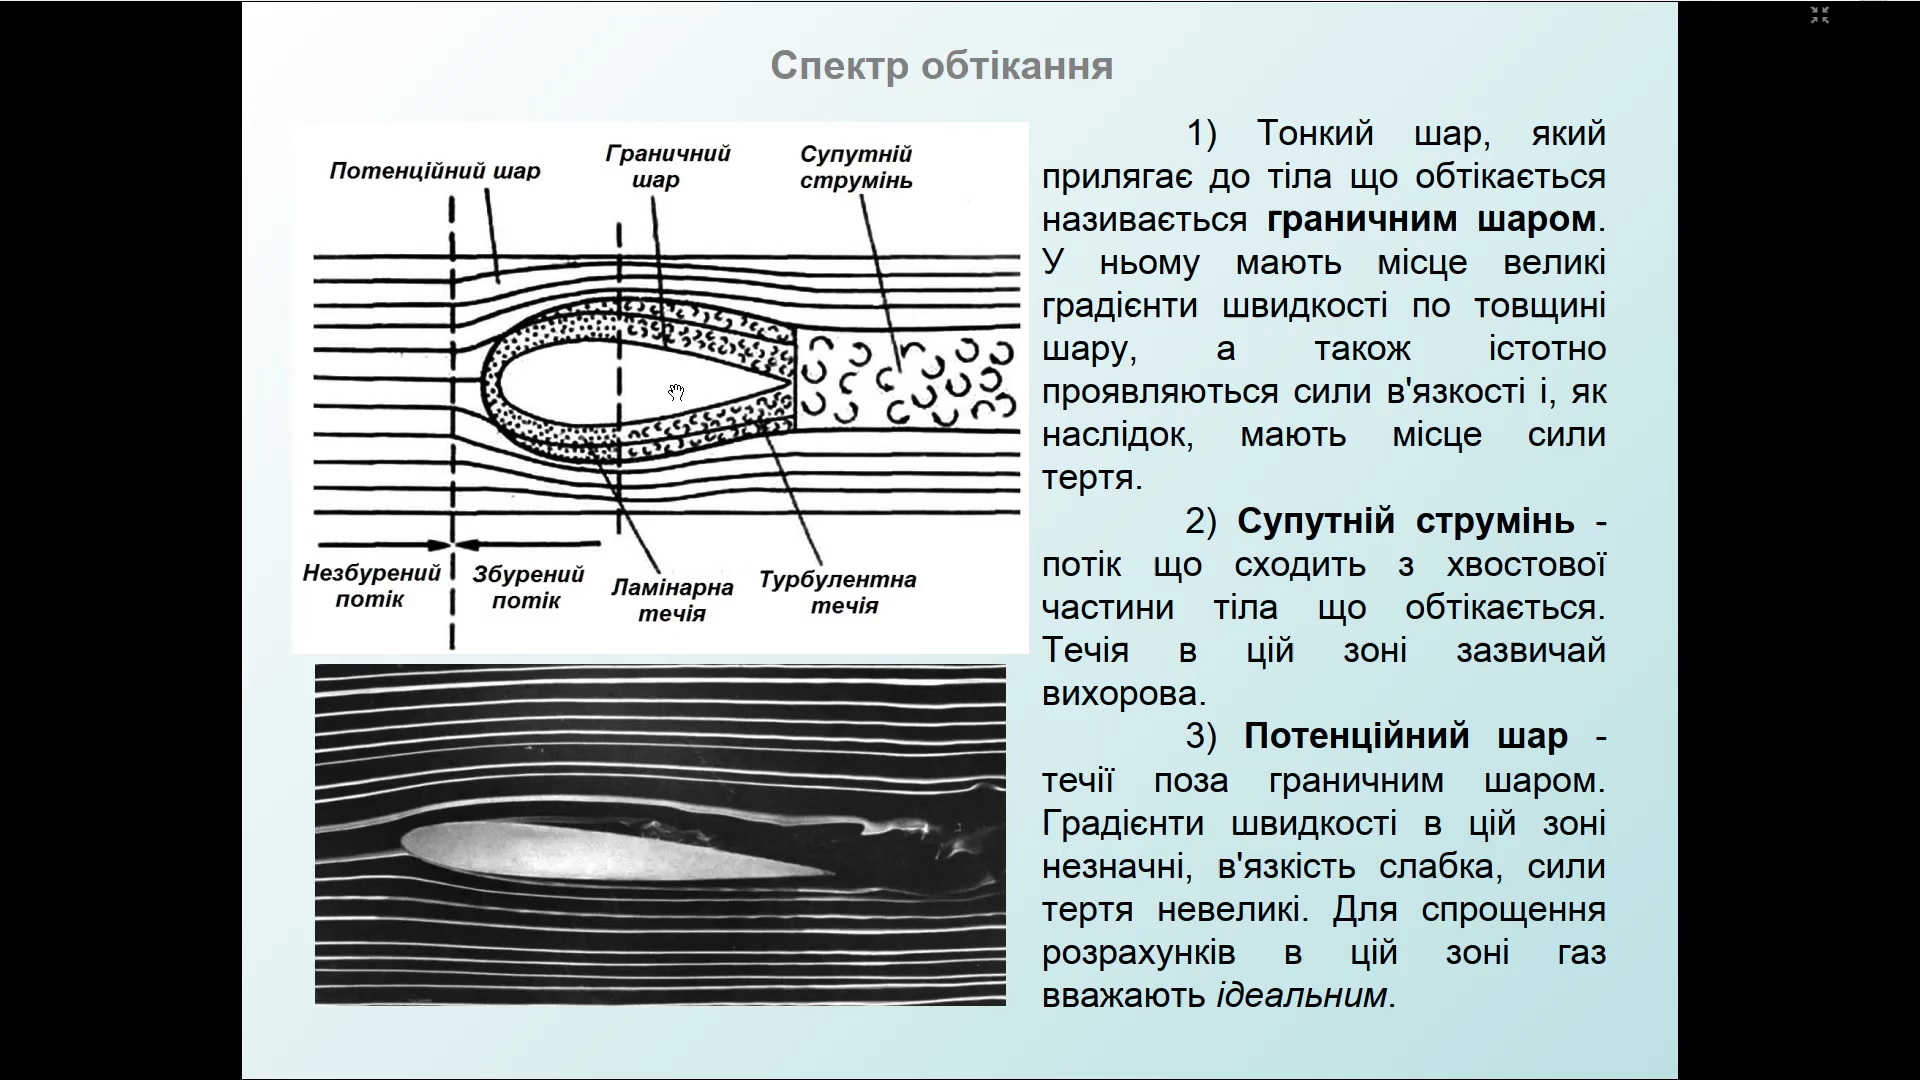 Спектр обтікання
Потенційний шар
Граничний
шар
Супутній
струмінь
Незбурений
потік
Збурений
потік
Ламінарна
течія
Турбулентна
течія
1) Тонкий шар, який
прилягає до тіла що обтікається
називається граничним шаром.
У ньому мають місце великі
градієнти швидкості по товщині
шару, а також істотно
проявляються сили в'язкості і, як
наслідок, мають місце сили
тертя.
2) Супутній струмінь -
потік що сходить з хвостової
частини тіла що обтікається.
Течія в цій зоні зазвичай
вихорова.
3) Потенційний шар -
течії поза граничним шаром.
Градієнти швидкості в цій зоні
незначні, в'язкість слабка, сили
тертя невеликі. Для спрощення
розрахунків в цій зоні газ
вважають ідеальним.